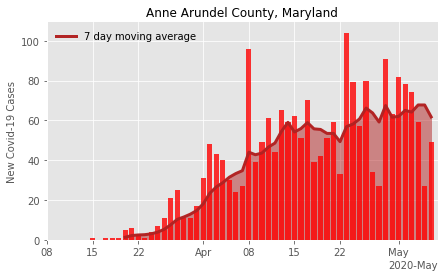 Anne Arundel County, Maryland
7 day moving average
New Covid-19 Cases
100
80
60
40
20
0
08 15 22 Apr 08 15 22 May
2020-May